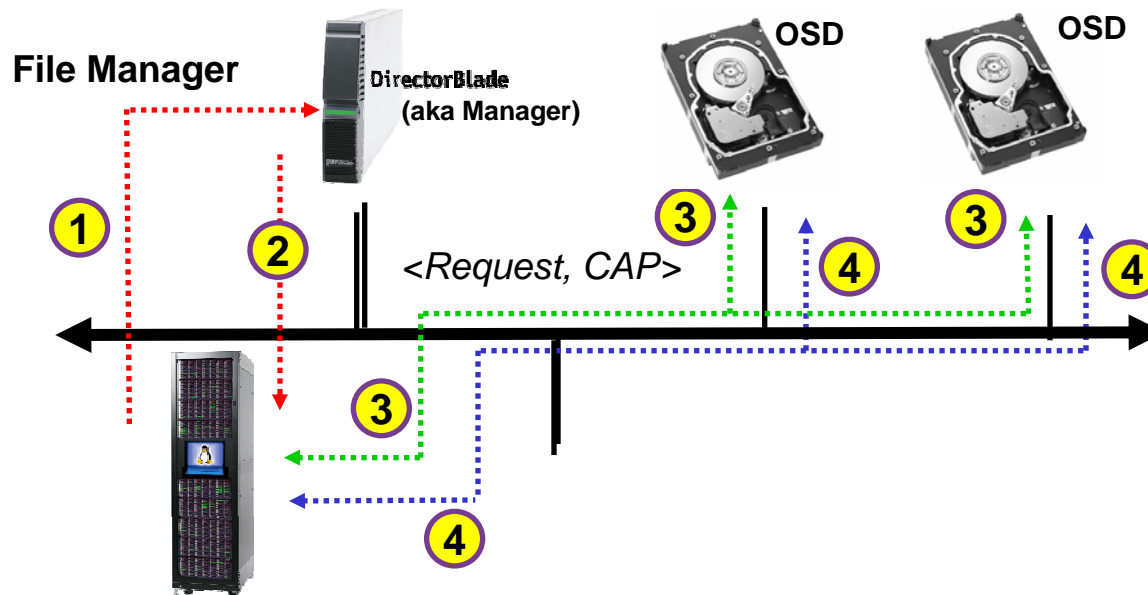 File Manager
DirectorBlade
(aka Manager)
OSD
OSD
1
2
3
3
4
4
<Request, CAP>
3
4